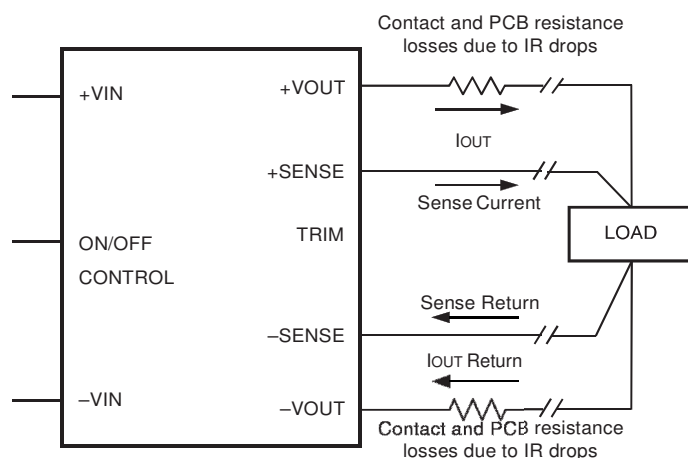 Contact and PCB resistance
losses due to IR drops
+VIN
+VOUT
IOUT
+SENSE
Sense Current
TRIM
LOAD
ON/OFF
CONTROL
Sense Return
–SENSE
IOUT Return
–VIN
–VOUT
Contact and PCB resistance
losses due to IR drops